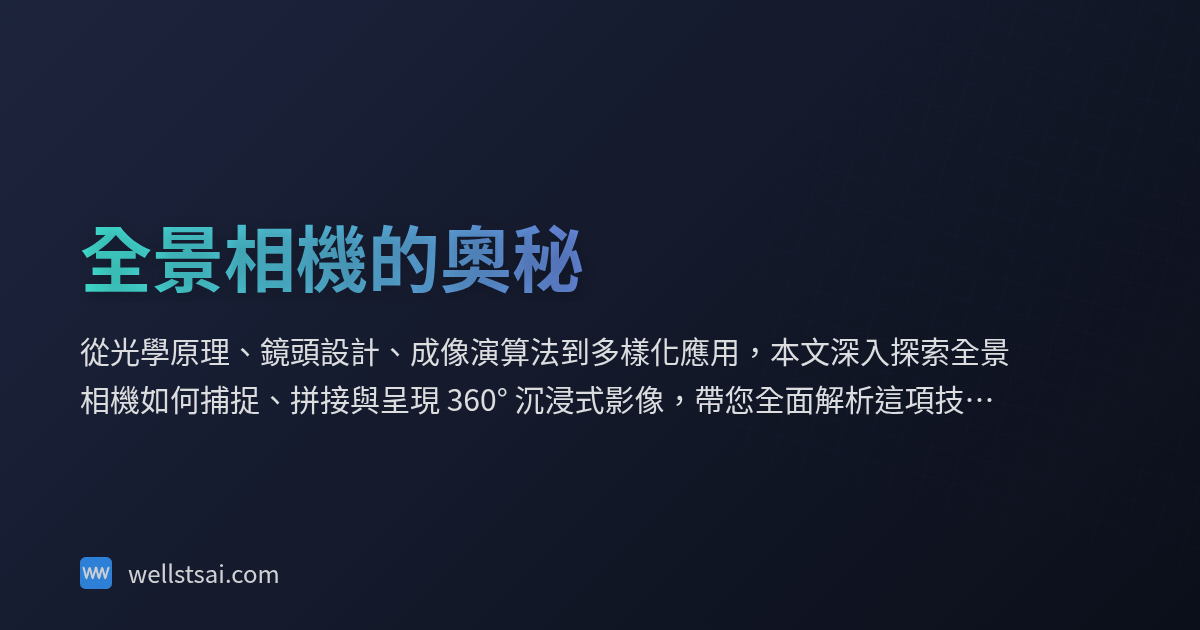 全景相機的奧秘
從光學原理、鏡頭設計、成像演算法到多樣化應用，本文深入探索全景
相機如何捕捉、拼接與呈現 360° 沉浸式影像，帶您全面解析這項技…
wellstsai.com